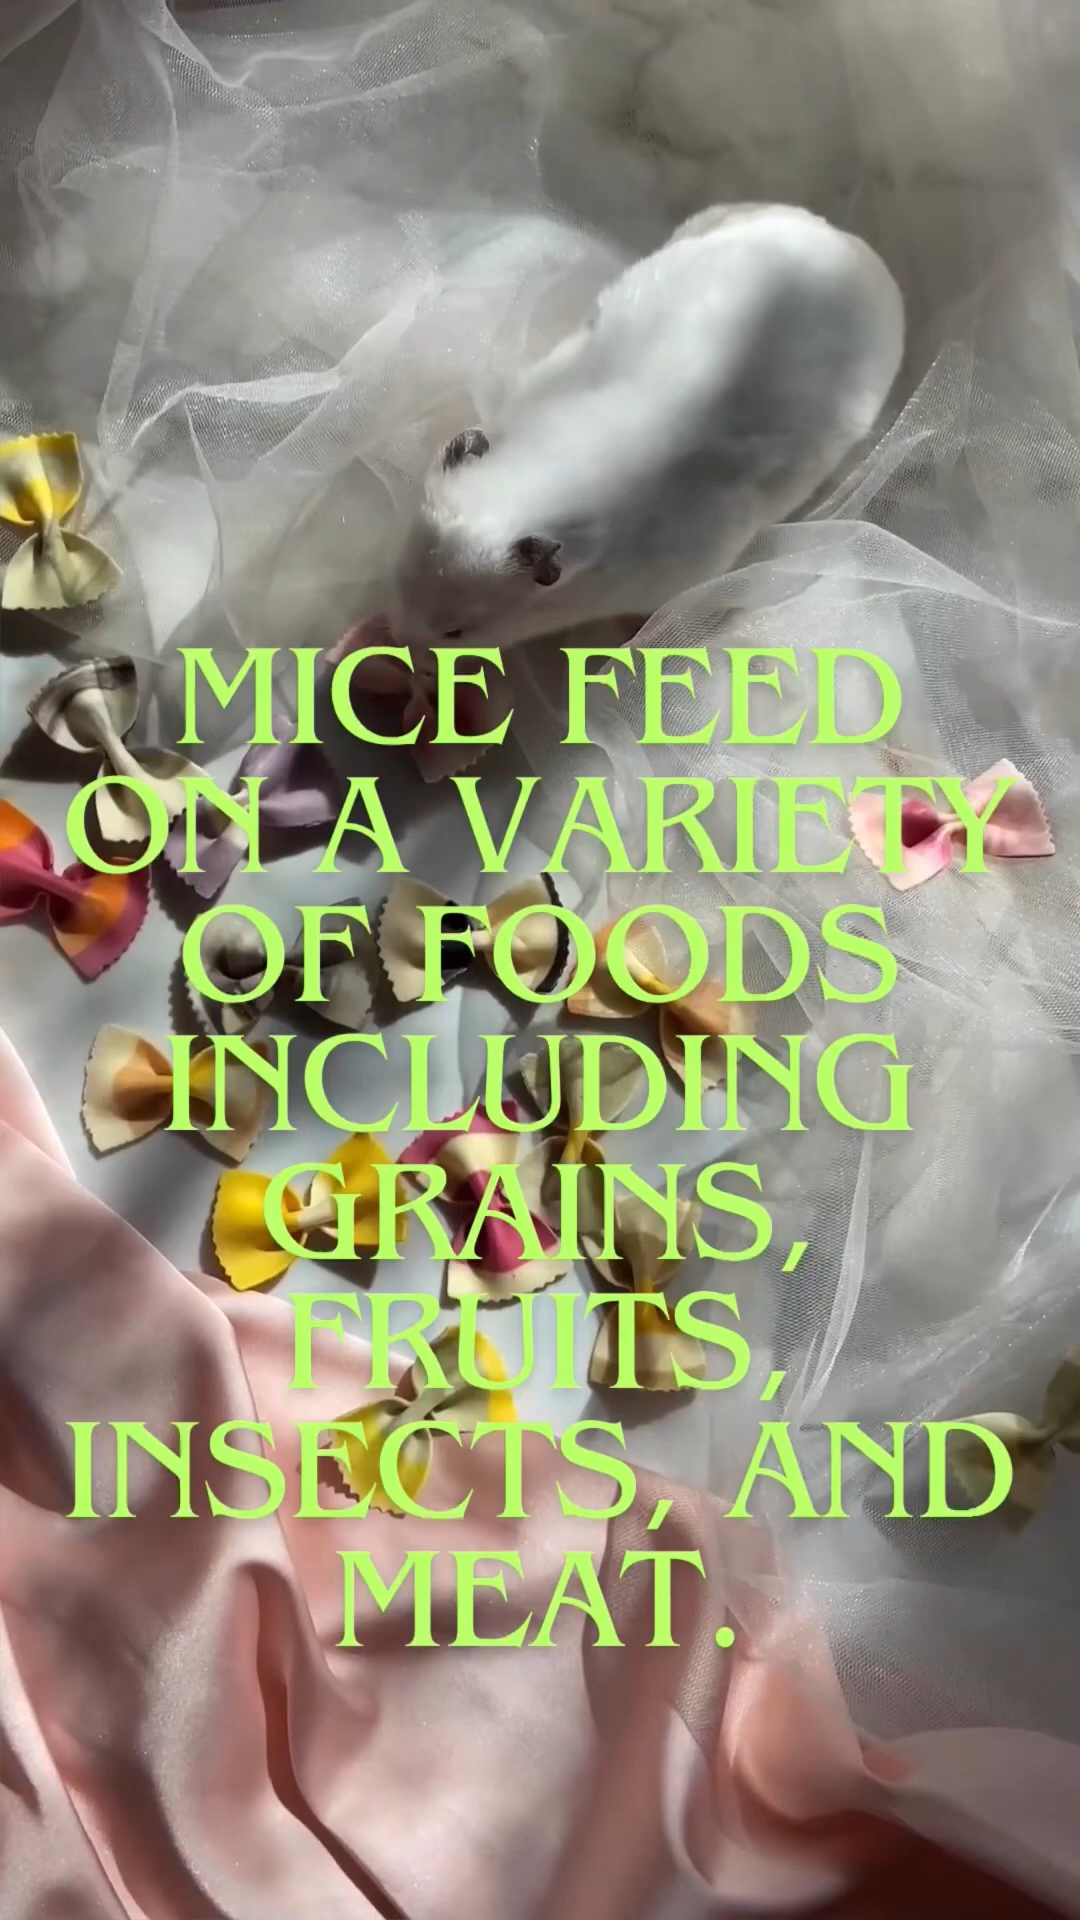 MICE FEED
ON A VARIETY
OF FOODS
INCLUDING
GRAINS,
FRUITS,
INSECTS, AND
MEAT.